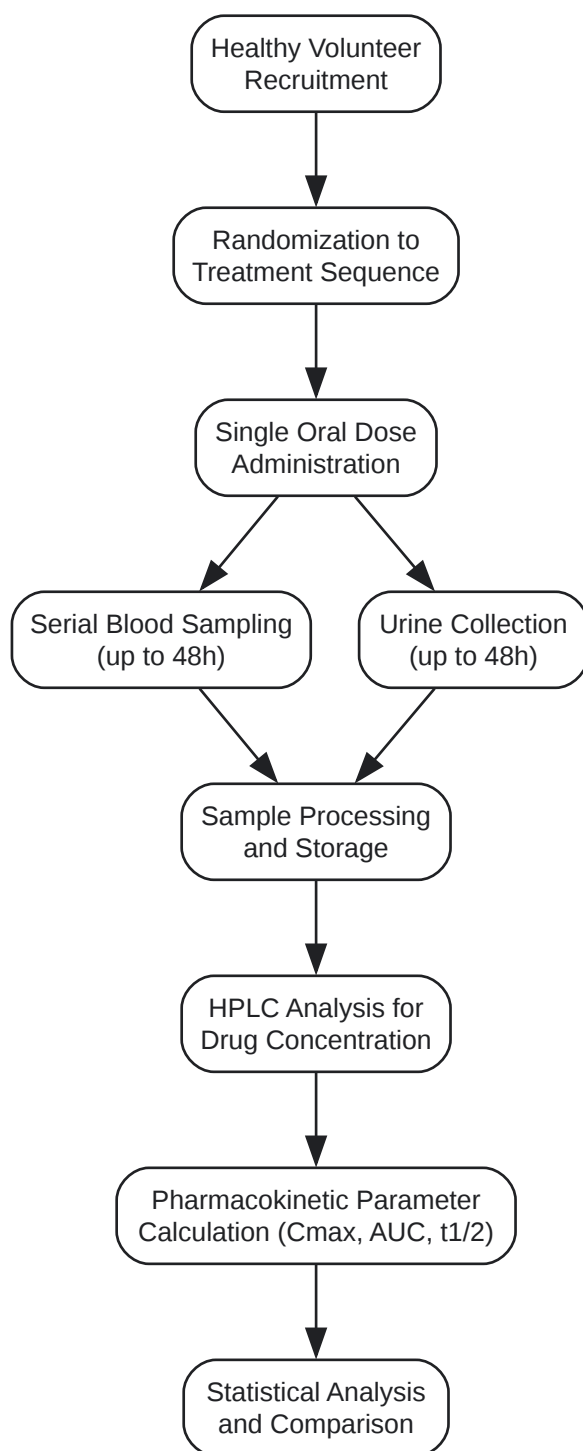 Healthy Volunteer
Recruitment
Randomization to
Treatment Sequence
Single Oral Dose
Administration
Serial Blood Sampling
(up to 48h)
Urine Collection
(up to 48h)
Sample Processing
and Storage
HPLC Analysis for
Drug Concentration
Pharmacokinetic Parameter
Calculation (Cmax, AUC, t1/2)
Statistical Analysis
and Comparison